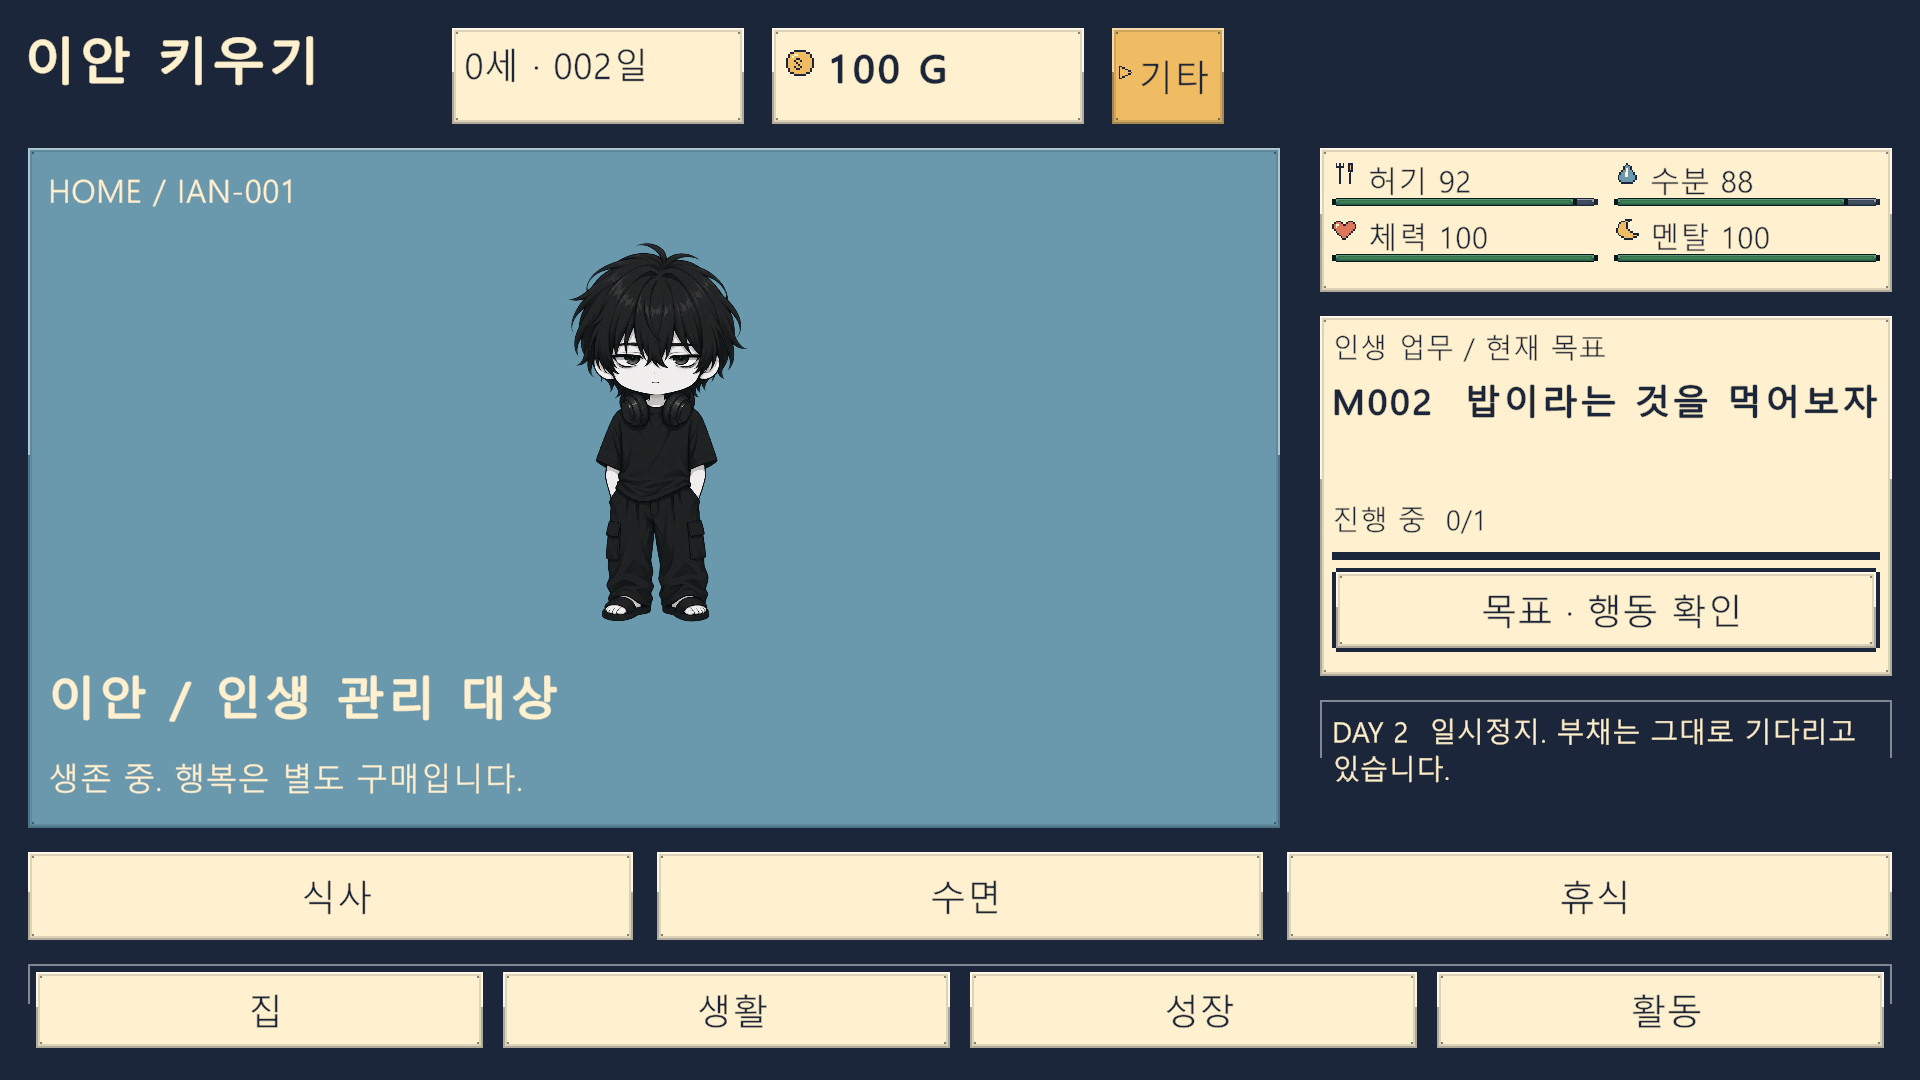 이안 키우기
0세 · 002일
100 G
기타
HOME / IAN-001
이안 / 인생 관리 대상
생존 중. 행복은 별도 구매입니다.
허기 92
수분 88
체력 100
멘탈 100
인생 업무 / 현재 목표
M002 밥이라는 것을 먹어보자
진행 중 0/1
목표 · 행동 확인
DAY 2 일시정지. 부채는 그대로 기다리고
있습니다.
식사
수면
휴식
집
생활
성장
활동